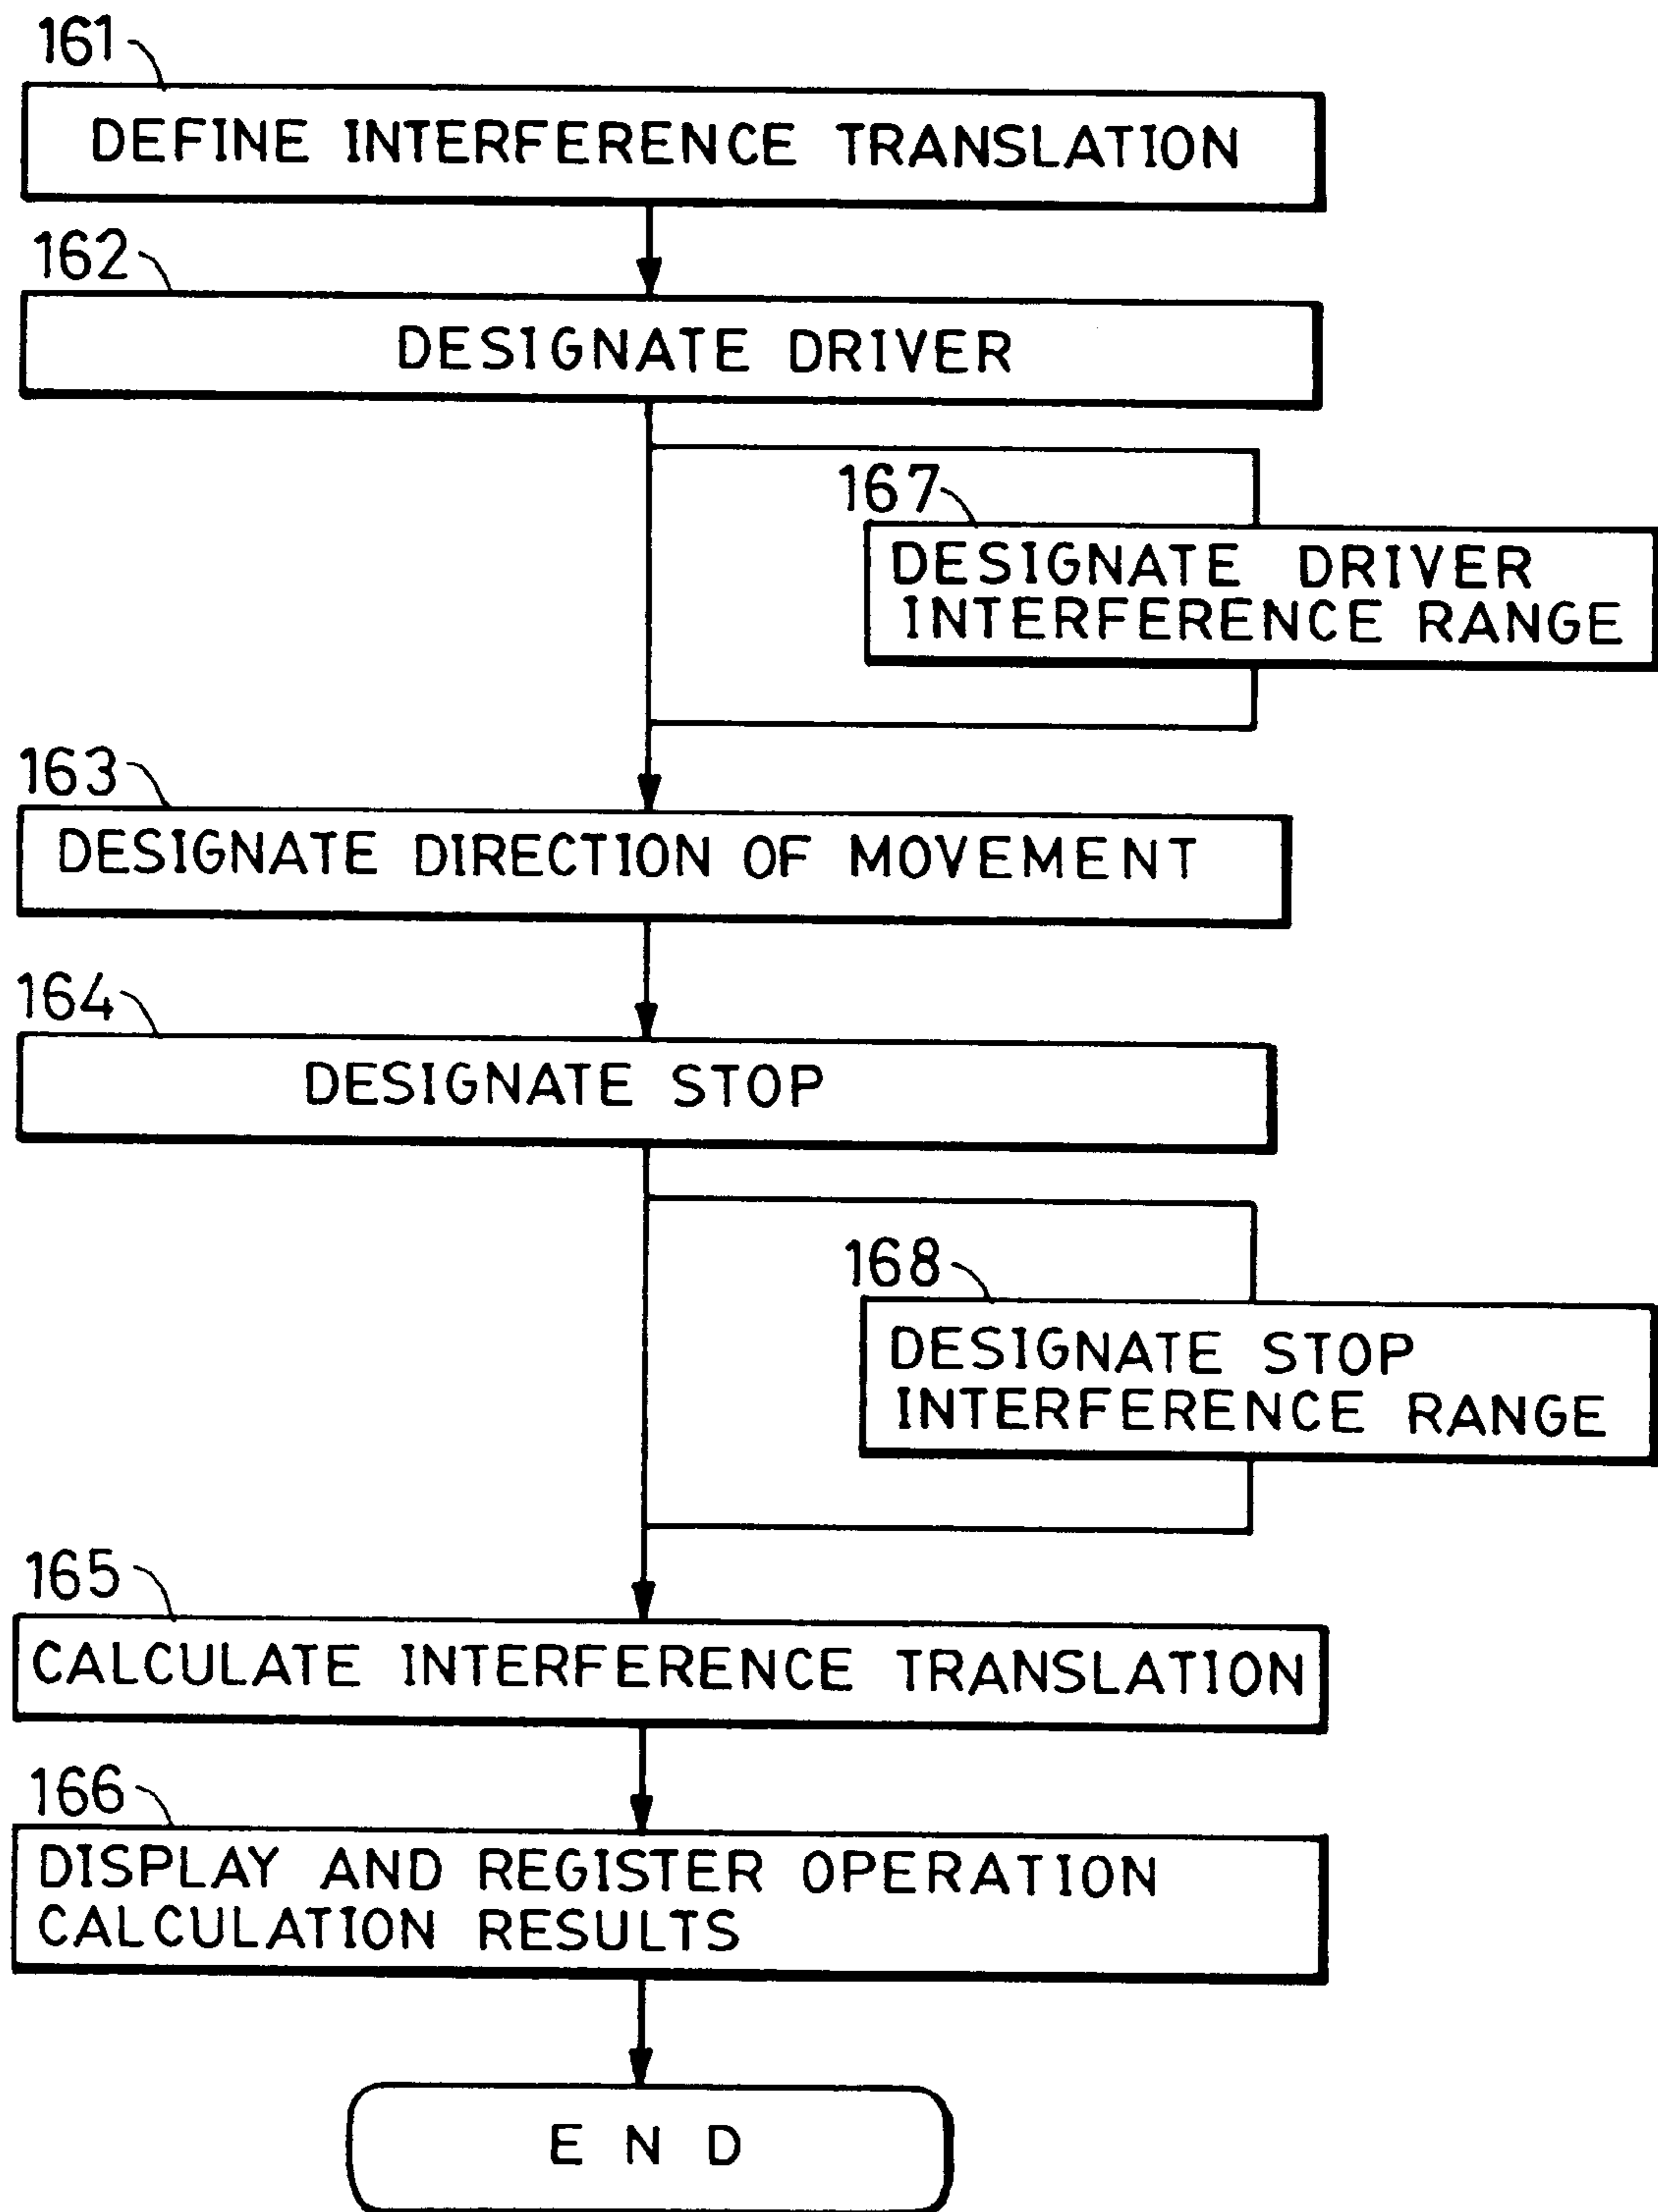 161
DEFINE INTERFERENCE TRANSLATION
162
DESIGNATE DRIVER
167
DESIGNATE DRIVER
INTERFERENCE RANGE
163
DESIGNATE DIRECTION OF MOVEMENT
164
DESIGNATE STOP
168
DESIGNATE STOP
INTERFERENCE RANGE
165
CALCULATE INTERFERENCE TRANSLATION
166
DISPLAY AND REGISTER OPERATION
CALCULATION RESULTS
END